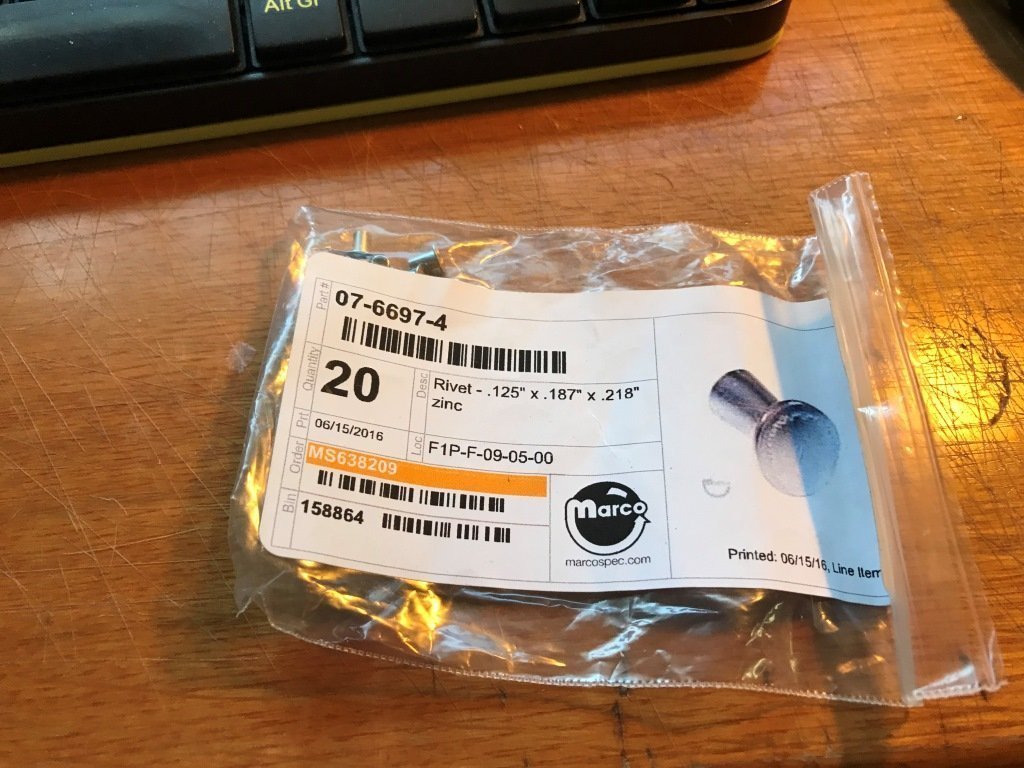 Alt Gr
Part#
07-6697-4
Quantity
20
Desc
Rivet - .125" x .187" x .218"
zinc
Prt
06/15/2016
Loc
F1P-F-09-05-00
Order
MS638209
Bin
158864
marco
marcospec.com
Printed: 06/15/16, Line Item